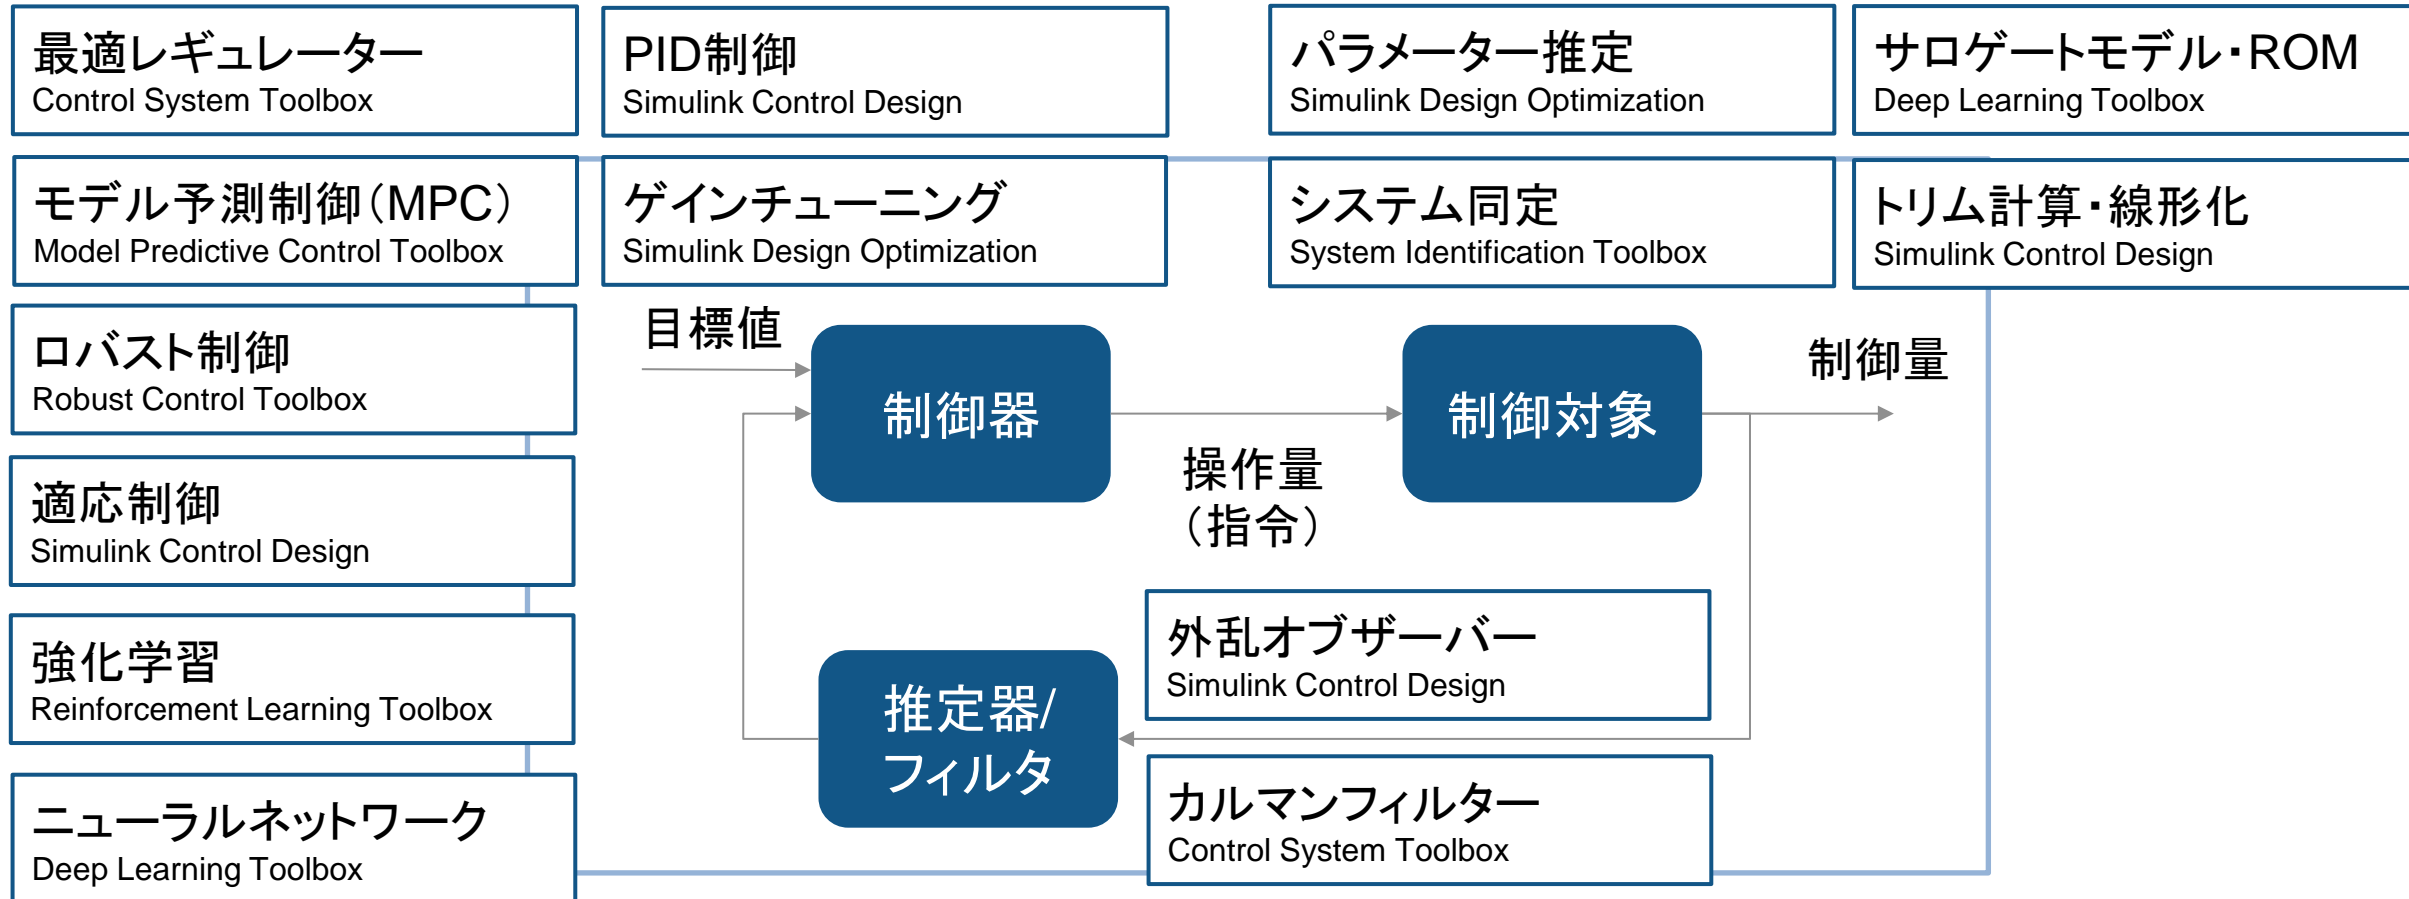 最適レギュレーター
Control System Toolbox
PID制御
Simulink Control Design
パラメーター推定
Simulink Design Optimization
サロゲートモデル・ROM
Deep Learning Toolbox
モデル予測制御（MPC）
Model Predictive Control Toolbox
ゲインチューニング
Simulink Design Optimization
システム同定
System Identification Toolbox
トリム計算・線形化
Simulink Control Design
ロバスト制御
Robust Control Toolbox
目標値
制御器
制御対象
制御量
操作量
（指令）
適応制御
Simulink Control Design
強化学習
Reinforcement Learning Toolbox
推定器/
フィルタ
外乱オブザーバー
Simulink Control Design
ニューラルネットワーク
Deep Learning Toolbox
カルマンフィルター
Control System Toolbox